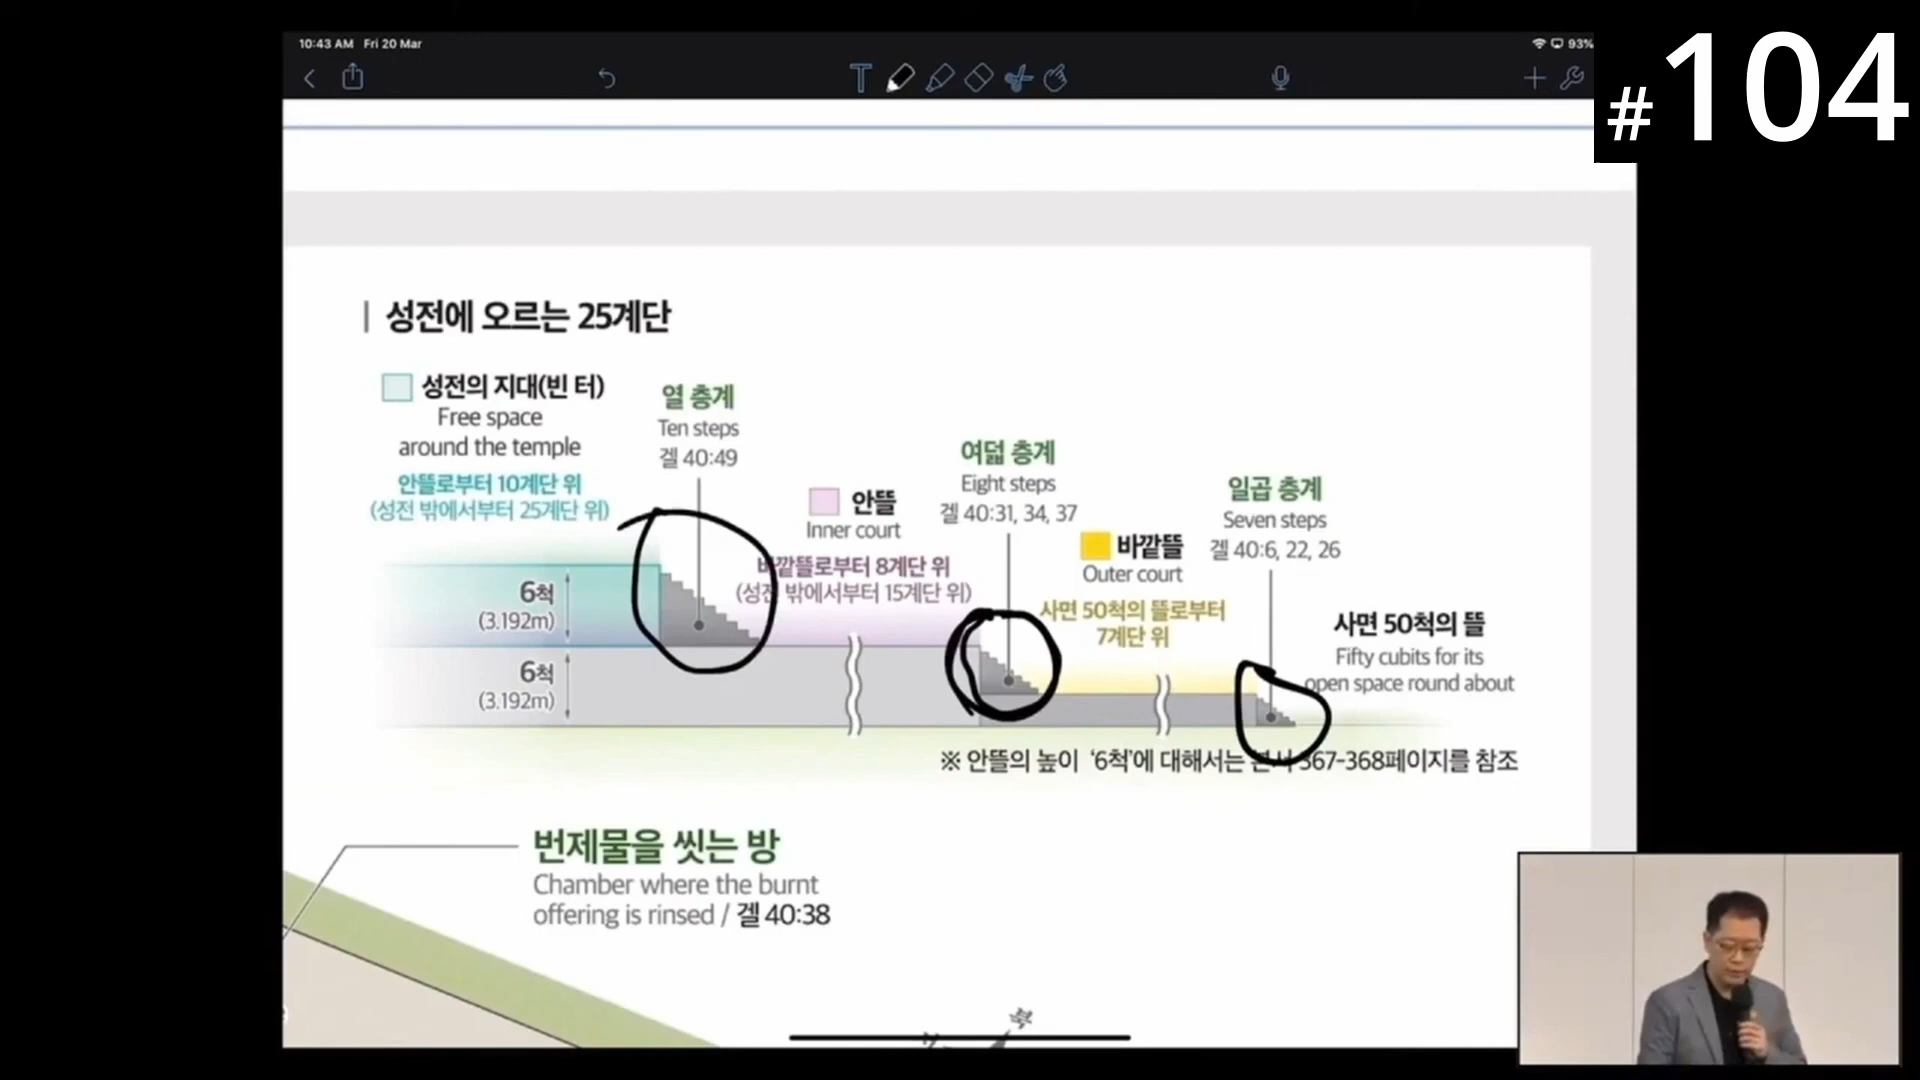 10:43 AM Fri 20 Mar
93%
#104
성전에 오르는 25계단
성전의 지대(빈 터)
Free space
around the temple
안뜰로부터 10계단 위
(성전 밖에서부터 25계단 위)
열 층계
Ten steps
겔 40:49
안뜰
Inner court
바깥뜰로부터 8계단 위
(성전 밖에서부터 15계단 위)
여덟 층계
Eight steps
겔 40:31, 34, 37
바깥뜰
Outer court
사면 50척의 뜰로부터
7계단 위
일곱 층계
Seven steps
겔 40:6, 22, 26
사면 50척의 뜰
Fifty cubits for its
open space round about
6척
(3.192m)
6척
(3.192m)
※ 안뜰의 높이 ‘6척’에 대해서는 본서 367-368페이지를 참조
번제물을 씻는 방
Chamber where the burnt
offering is rinsed / 겔 40:38